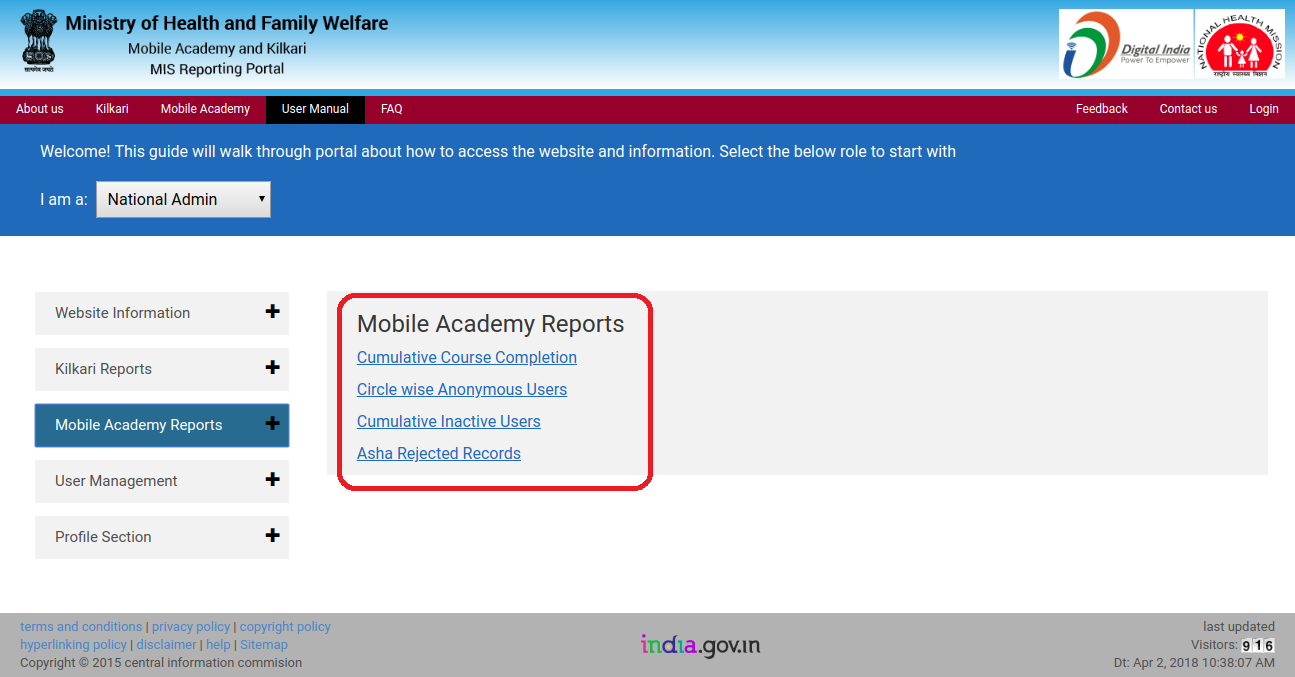 Ministry of Health and Family Welfare
Mobile Academy and Kilkari
MIS Reporting Portal
सत्यमेव जयते
Digital India
Power To Empower
NATIONAL HEALTH MISSION
राष्ट्रीय स्वास्थ्य मिशन
About us Kilkari Mobile Academy User Manual FAQ Feedback Contact us Login
Welcome! This guide will walk through portal about how to access the website and information. Select the below role to start with
I am a: National Admin
Website Information
Kilkari Reports
Mobile Academy Reports
User Management
Profile Section
Mobile Academy Reports
Cumulative Course Completion
Circle wise Anonymous Users
Cumulative Inactive Users
Asha Rejected Records
terms and conditions | privacy policy | copyright policy
hyperlinking policy | disclaimer | help | Sitemap
Copyright © 2015 central information commision
india.gov.in
last updated
Visitors: 916
Dt: Apr 2, 2018 10:38:07 AM